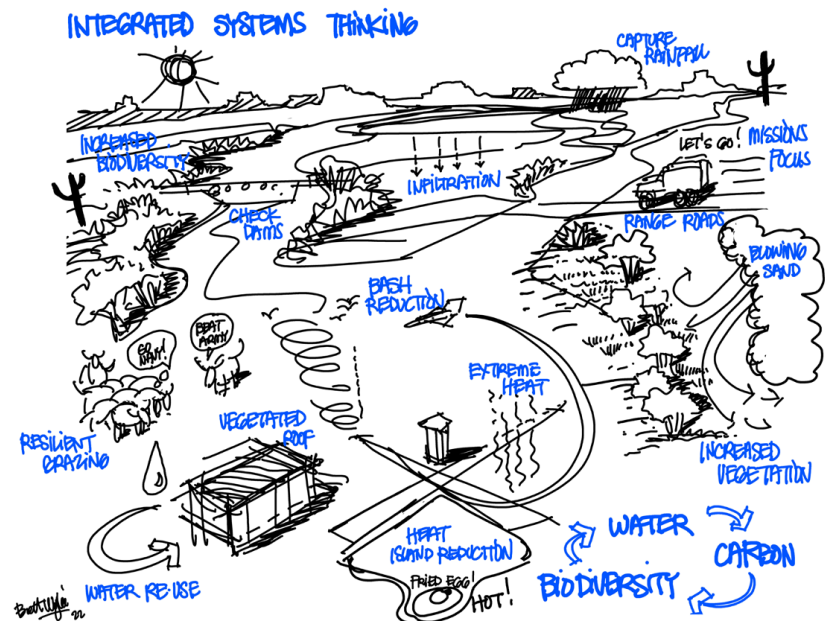 INTEGRATED SYSTEMS THINKING
CAPTURE
RAINFALL
INCREASED
BIODIVERSITY
LET'S GO!
MISSIONS
FOCUS
INFILTRATION
CHECK
DAMS
RANGE ROADS
BLOWING
SAND
BASH
REDUCTION
GO
NAVY!
BEAT
ARMY
EXTREME
HEAT
RESILIENT
GRAZING
VEGETATED
ROOF
INCREASED
VEGETATION
WATER RE-USE
HEAT
ISLAND REDUCTION
FRIED EGG!
HOT!
WATER
CARBON
BIODIVERSITY
22